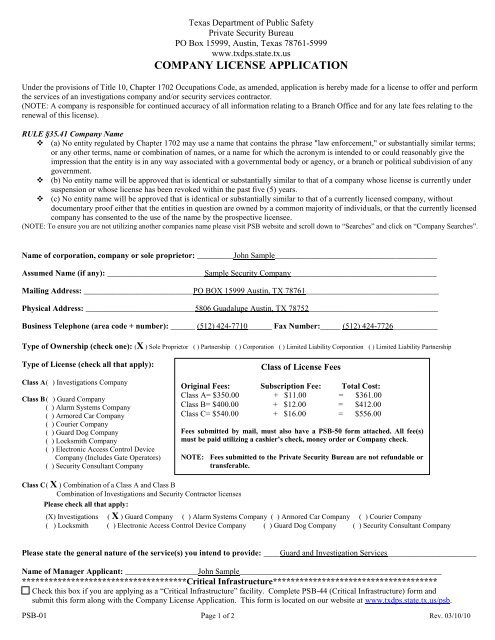 Texas Department of Public Safety
Private Security Bureau
PO Box 15999, Austin, Texas 78761-5999
www.txdps.state.tx.us
COMPANY LICENSE APPLICATION
Under the provisions of Title 10, Chapter 1702 Occupations Code, as amended, application is hereby made for a license to offer and perform
the services of an investigations company and/or security services contractor.
(NOTE: A company is responsible for continued accuracy of all information relating to a Branch Office and for any late fees relating to the
renewal of this license).
RULE §35.41 Company Name
❖ (a) No entity regulated by Chapter 1702 may use a name that contains the phrase "law enforcement," or substantially similar terms;
or any other terms, name or combination of names, or a name for which the acronym is intended to or could reasonably give the
impression that the entity is in any way associated with a governmental body or agency, or a branch or political subdivision of any
government.
❖ (b) No entity name will be approved that is identical or substantially similar to that of a company whose license is currently under
suspension or whose license has been revoked within the past five (5) years.
❖ (c) No entity name will be approved that is identical or substantially similar to that of a currently licensed company, without
documentary proof either that the entities in question are owned by a common majority of individuals, or that the currently licensed
company has consented to the use of the name by the prospective licensee.
(NOTE: To ensure you are not utilizing another companies name please visit PSB website and scroll down to “Searches” and click on “Company Searches”.
Name of corporation, company or sole proprietor: John Sample
Assumed Name (if any): Sample Security Company
Mailing Address: PO BOX 15999 Austin, TX 78761
Physical Address: 5806 Guadalupe Austin, TX 78752
Business Telephone (area code + number): (512) 424-7710 Fax Number: (512) 424-7726
Type of Ownership (check one): (X ) Sole Proprietor ( ) Partnership ( ) Corporation ( ) Limited Liability Corporation ( ) Limited Liability Partnership
Type of License (check all that apply):
Class A( ) Investigations Company
Class B( ) Guard Company
( ) Alarm Systems Company
( ) Armored Car Company
( ) Courier Company
( ) Guard Dog Company
( ) Locksmith Company
( ) Electronic Access Control Device
Company (Includes Gate Operators)
( ) Security Consultant Company
Class of License Fees
Original Fees: Subscription Fee: Total Cost:
Class A= $350.00 + $11.00 = $361.00
Class B= $400.00 + $12.00 = $412.00
Class C= $540.00 + $16.00 = $556.00
Fees submitted by mail, must also have a PSB-50 form attached. All fee(s)
must be paid utilizing a cashier’s check, money order or Company check.
NOTE: Fees submitted to the Private Security Bureau are not refundable or
transferable.
Class C( X ) Combination of a Class A and Class B
Combination of Investigations and Security Contractor licenses
Please check all that apply:
(X) Investigations ( X ) Guard Company ( ) Alarm Systems Company ( ) Armored Car Company ( ) Courier Company
( ) Locksmith ( ) Electronic Access Control Device Company ( ) Guard Dog Company ( ) Security Consultant Company
Please state the general nature of the service(s) you intend to provide: Guard and Investigation Services
Name of Manager Applicant: John Sample
*************************************Critical Infrastructure*************************************
Check this box if you are applying as a “Critical Infrastructure” facility. Complete PSB-44 (Critical Infrastructure) form and
submit this form along with the Company License Application. This form is located on our website at www.txdps.state.tx.us/psb.
PSB-01 Page 1 of 2 Rev. 03/10/10